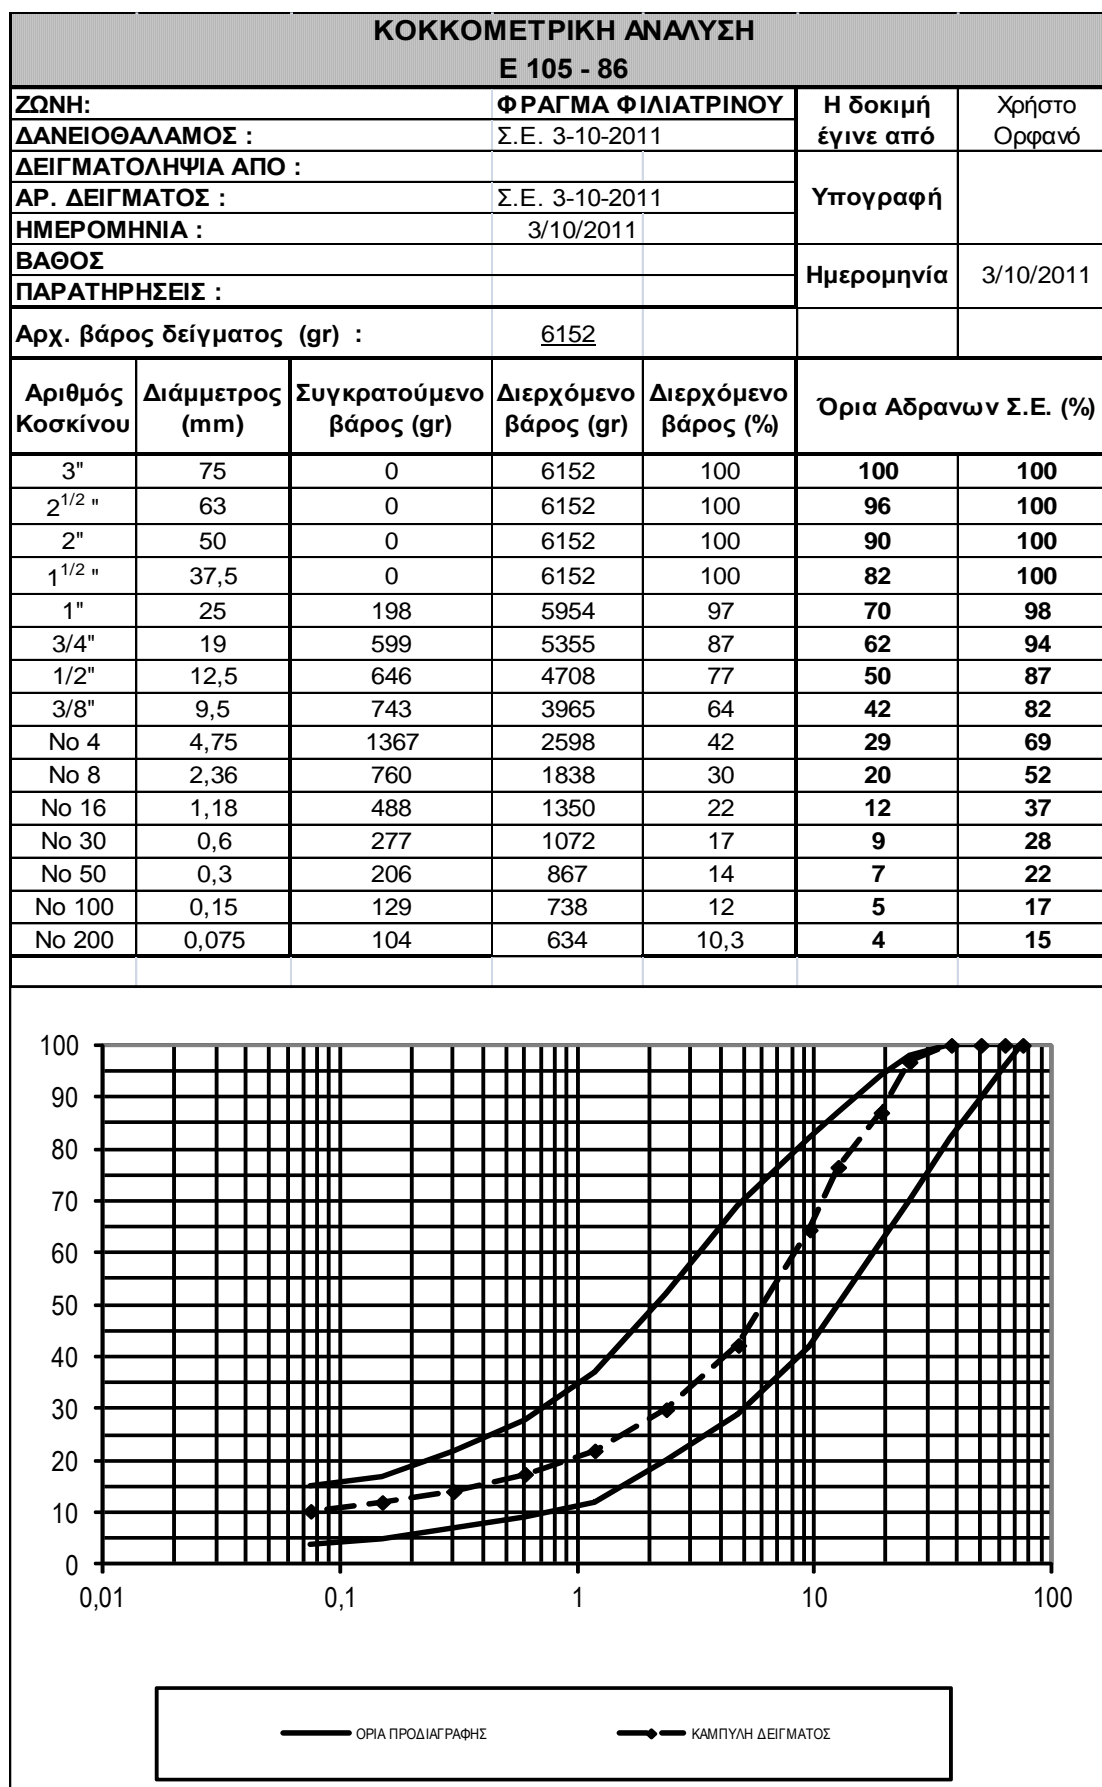 ΚΟΚΚΟΜΕΤΡΙΚΗ ΑΝΑΛΥΣΗ
Ε 105 - 86
ΖΩΝΗ: ΦΡΑΓΜΑ ΦΙΛΙΑΤΡΙΝΟΥ Η δοκιμή έγινε από Χρήστο Ορφανό
ΔΑΝΕΙΟΘΑΛΑΜΟΣ : Σ.Ε. 3-10-2011
ΔΕΙΓΜΑΤΟΛΗΨΙΑ ΑΠΟ :
ΑΡ. ΔΕΙΓΜΑΤΟΣ : Σ.Ε. 3-10-2011 Υπογραφή
ΗΜΕΡΟΜΗΝΙΑ : 3/10/2011
ΒΑΘΟΣ Ημερομηνία 3/10/2011
ΠΑΡΑΤΗΡΗΣΕΙΣ :
Αρχ. βάρος δείγματος (gr) : 6152
Αριθμός Κοσκίνου Διάμμετρος (mm) Συγκρατούμενο βάρος (gr) Διερχόμενο βάρος (gr) Διερχόμενο βάρος (%) Όρια Αδρανων Σ.Ε. (%)
3" 75 0 6152 100 100 100
2 1/2 " 63 0 6152 100 96 100
2" 50 0 6152 100 90 100
1 1/2 " 37,5 0 6152 100 82 100
1" 25 198 5954 97 70 98
3/4" 19 599 5355 87 62 94
1/2" 12,5 646 4708 77 50 87
3/8" 9,5 743 3965 64 42 82
No 4 4,75 1367 2598 42 29 69
No 8 2,36 760 1838 30 20 52
No 16 1,18 488 1350 22 12 37
No 30 0,6 277 1072 17 9 28
No 50 0,3 206 867 14 7 22
No 100 0,15 129 738 12 5 17
No 200 0,075 104 634 10,3 4 15
100
90
80
70
60
50
40
30
20
10
0
0,01 0,1 1 10 100
ΟΡΙΑ ΠΡΟΔΙΑΓΡΑΦΗΣ ΚΑΜΠΥΛΗ ΔΕΙΓΜΑΤΟΣ